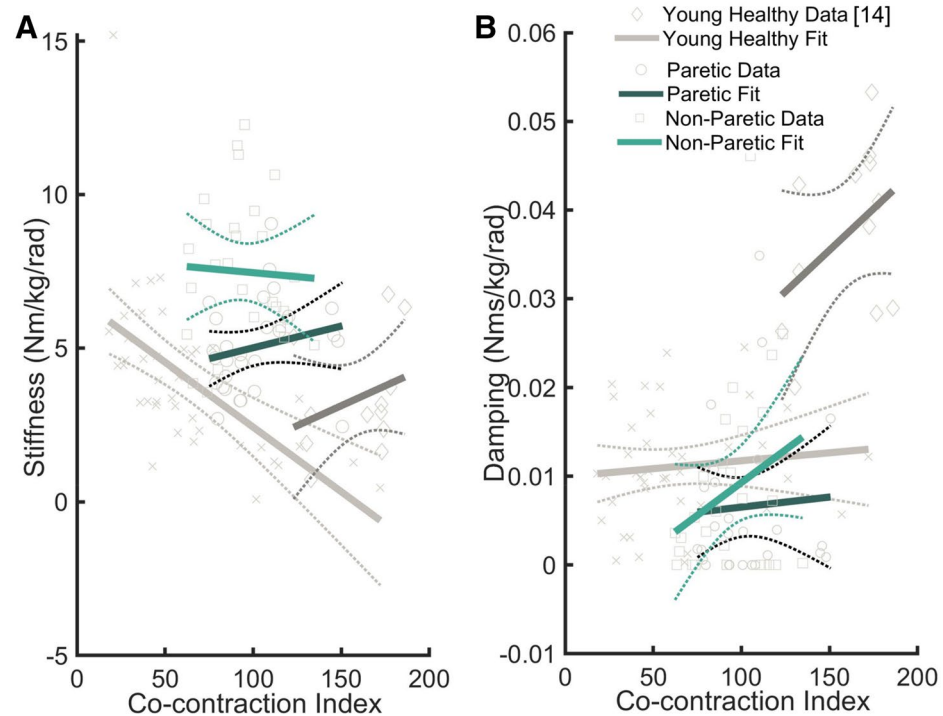 A
15
10
5
0
-5
0
50
100
150
200
Stiffness (Nm/kg/rad)
Co-contraction Index
B
0.06
0.05
0.04
0.03
0.02
0.01
0
-0.01
0
50
100
150
200
Damping (Nms/kg/rad)
Co-contraction Index
Young Healthy Data [14]
Young Healthy Fit
Paretic Data
Paretic Fit
Non-Paretic Data
Non-Paretic Fit